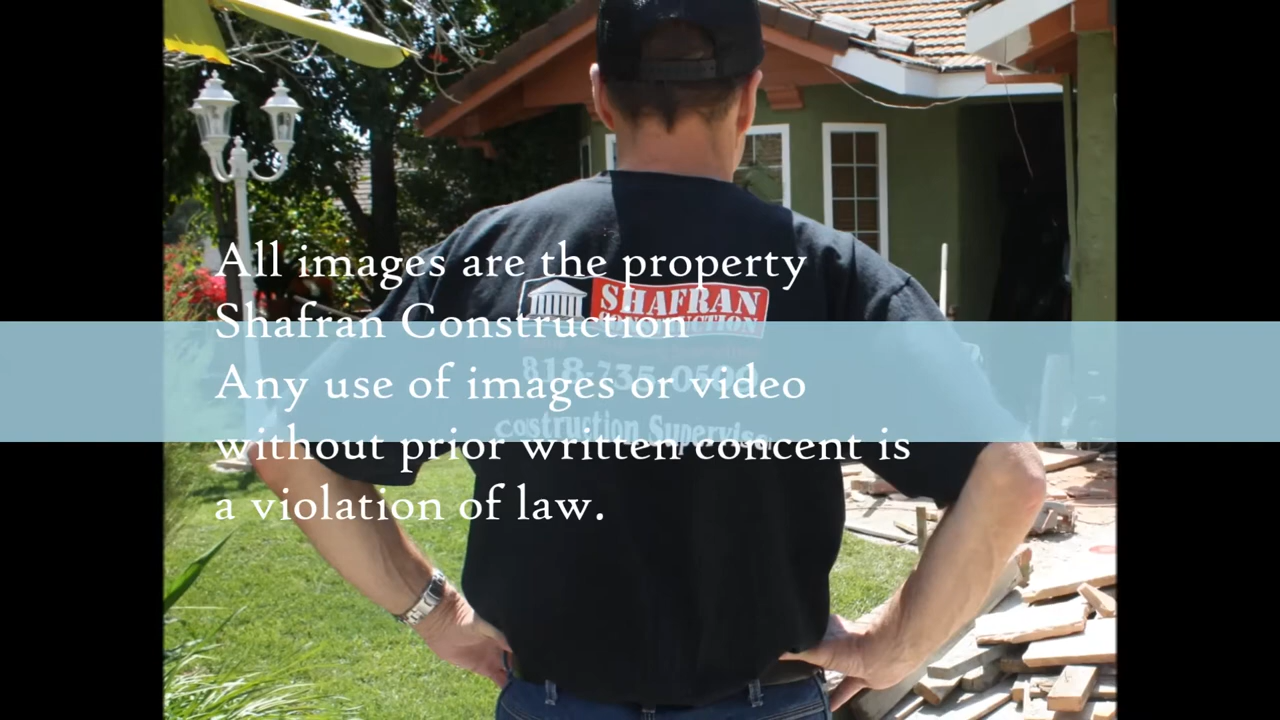 All images are the property
SHAFRAN
CONSTRUCTION
Shafran Construction
818-735-0500
Any use of images or video
costruction Supervisor
without prior written concent is
a violation of law.